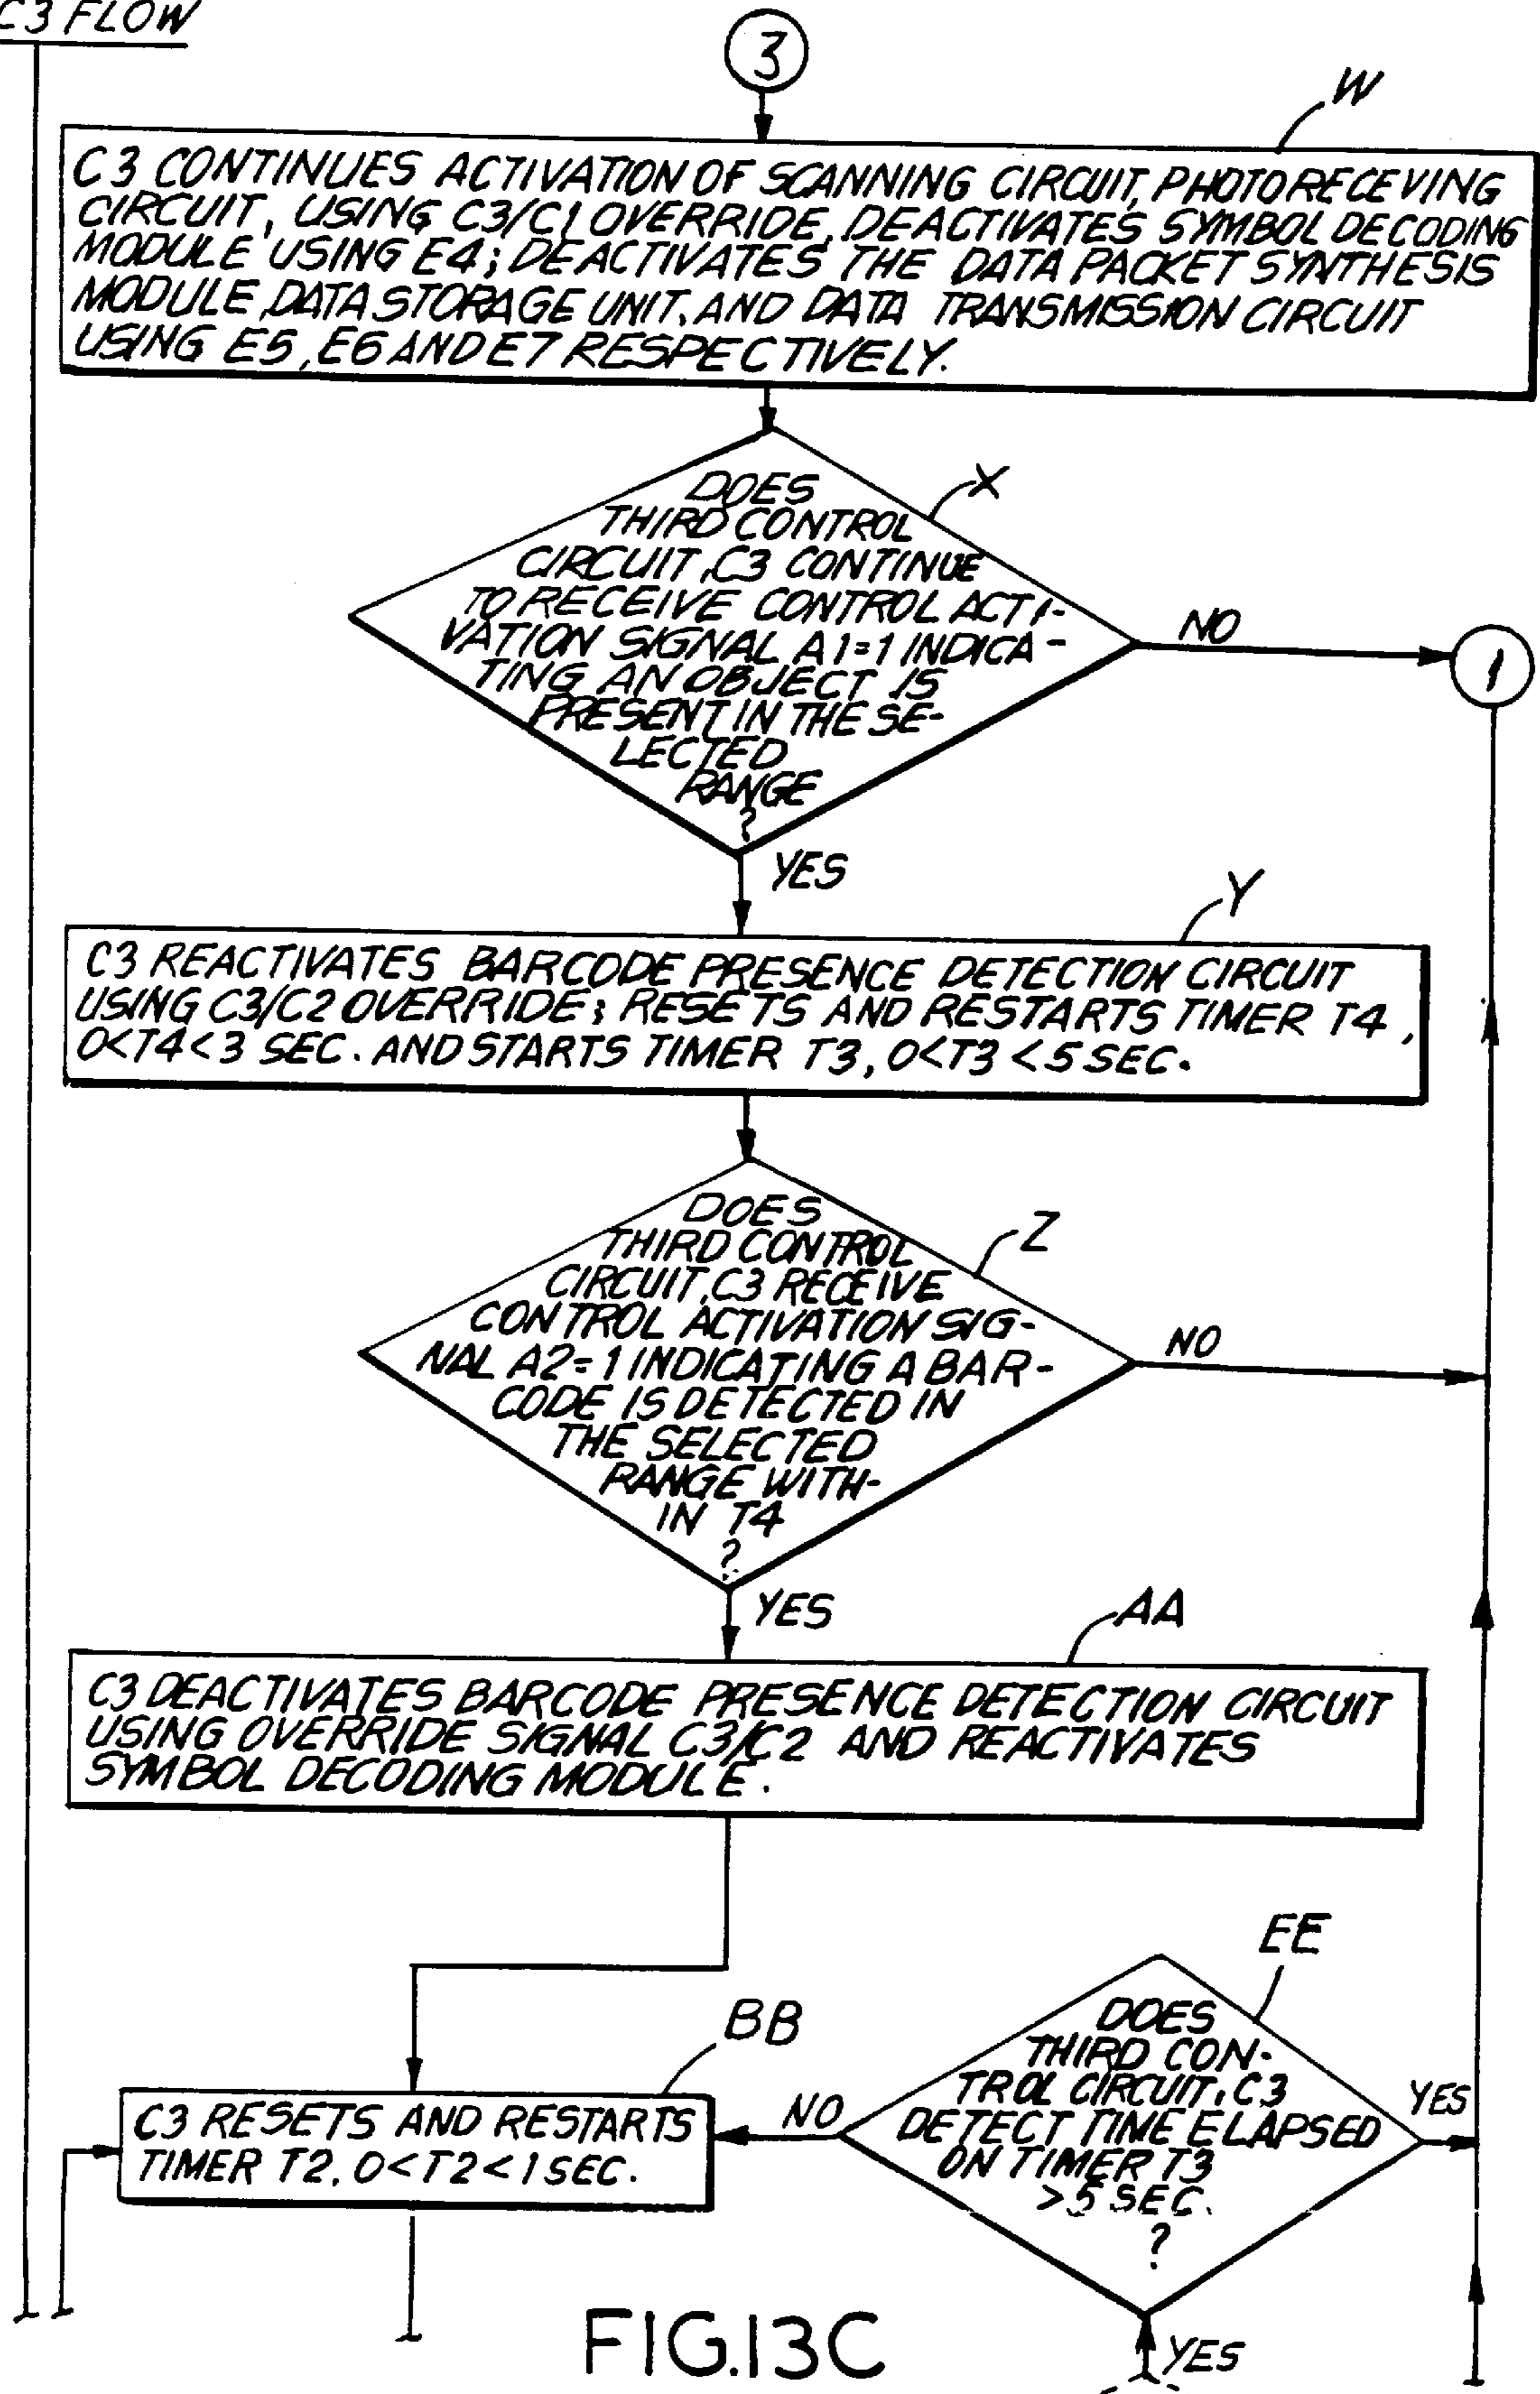 C3 FLOW
3
W
C3 CONTINUES ACTIVATION OF SCANNING CIRCUIT, PHOTORECEVING
CIRCUIT, USING C3/C1 OVERRIDE, DEACTIVATES SYMBOL DECODING
MODULE USING E4; DEACTIVATES THE DATA PACKET SYNTHESIS
MODULE, DATA STORAGE UNIT, AND DATA TRANSMISSION CIRCUIT
USING E5, E6 AND E7 RESPECTIVELY.
X
DOES
THIRD CONTROL
CIRCUIT, C3 CONTINUE
TO RECEIVE CONTROL ACTI-
VATION SIGNAL A1=1 INDICA-
TING AN OBJECT IS
PRESENT IN THE SE-
LECTED
RANGE
?
NO
1
YES
Y
C3 REACTIVATES BARCODE PRESENCE DETECTION CIRCUIT
USING C3/C2 OVERRIDE; RESETS AND RESTARTS TIMER T4,
0<T4<3 SEC. AND STARTS TIMER T3, 0<T3<5 SEC.
Z
DOES
THIRD CONTROL
CIRCUIT, C3 RECEIVE
CONTROL ACTIVATION SIG-
NAL A2=1 INDICATING A BAR-
CODE IS DETECTED IN
THE SELECTED
RANGE WITH-
IN T4
?
NO
YES
AA
C3 DEACTIVATES BARCODE PRESENCE DETECTION CIRCUIT
USING OVERRIDE SIGNAL C3/C2 AND REACTIVATES
SYMBOL DECODING MODULE.
EE
DOES
THIRD CON-
TROL CIRCUIT, C3
DETECT TIME ELAPSED
ON TIMER T3
>5 SEC.
?
YES
NO
BB
C3 RESETS AND RESTARTS
TIMER T2, 0<T2<1 SEC.
YES
FIG.13C